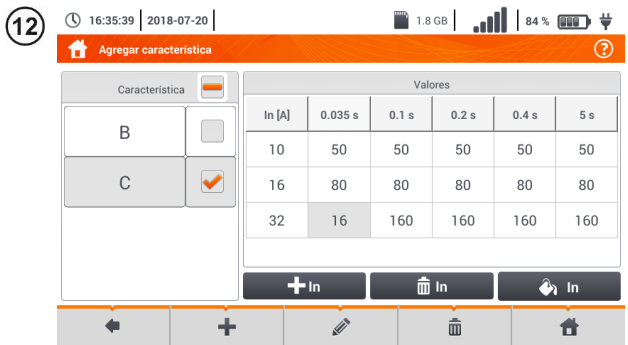 12
16:35:39 2018-07-20 1.8 GB 84 %
Agregar característica ?
Característica
Valores
In [A] 0.035 s 0.1 s 0.2 s 0.4 s 5 s
B
10 50 50 50 50 50
C
16 80 80 80 80 80
32 16 160 160 160 160
In In In